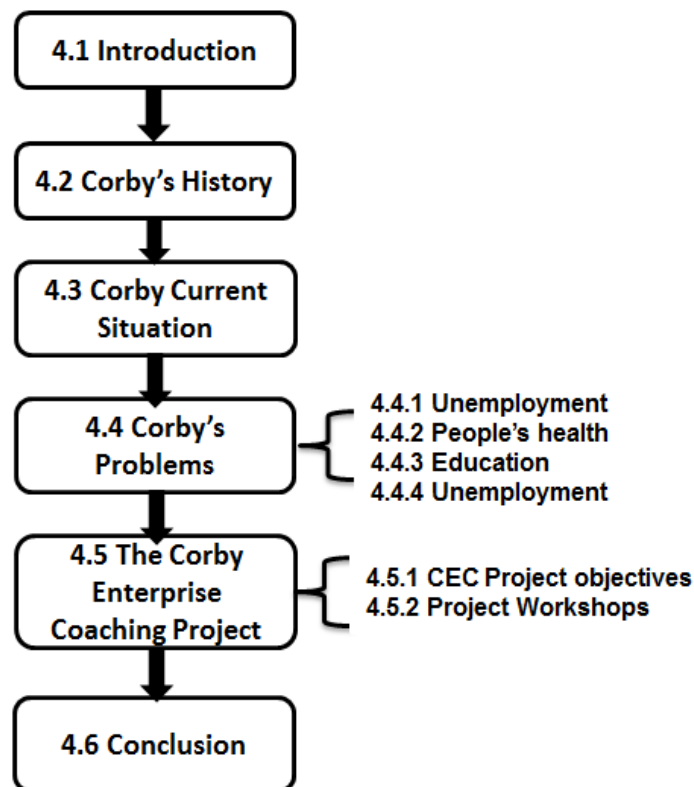 4.1 Introduction
4.2 Corby’s History
4.3 Corby Current
Situation
4.4 Corby’s
Problems
4.4.1 Unemployment
4.4.2 People’s health
4.4.3 Education
4.4.4 Unemployment
4.5 The Corby
Enterprise
Coaching Project
4.5.1 CEC Project objectives
4.5.2 Project Workshops
4.6 Conclusion